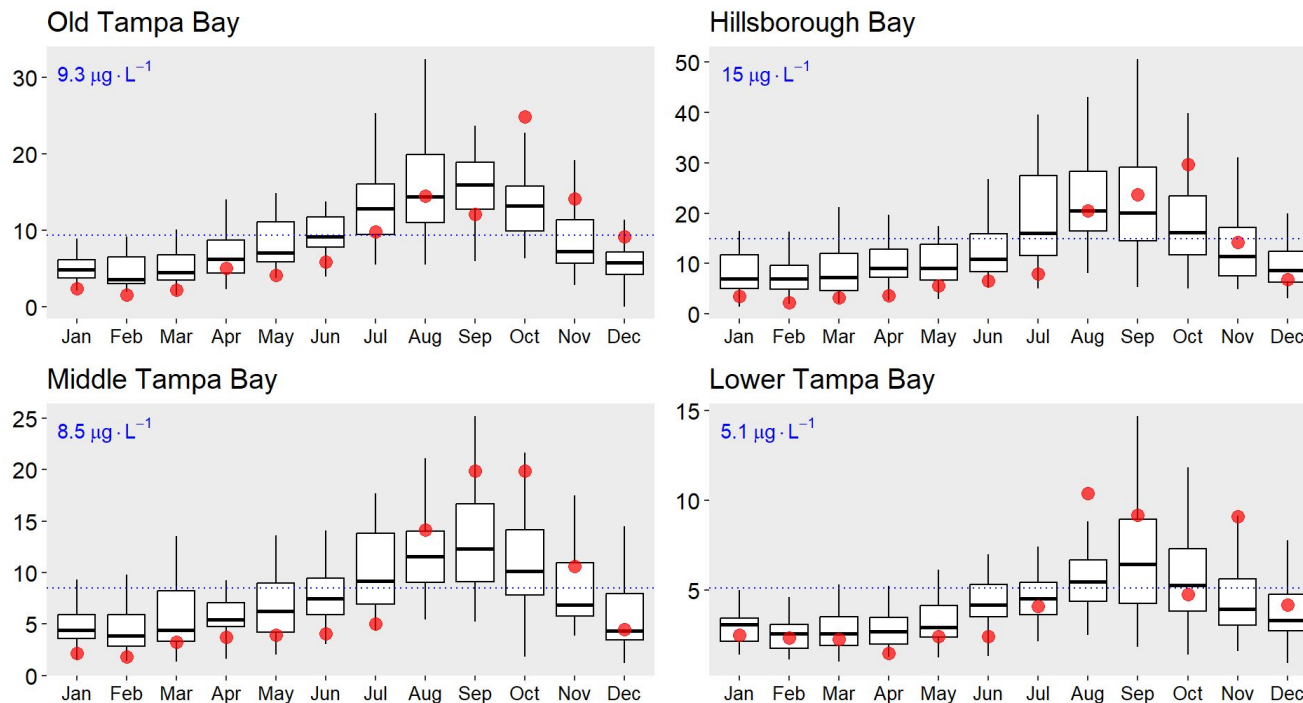 Old Tampa Bay
9.3 μg·L⁻¹
30
20
10
0
Jan Feb Mar Apr May Jun Jul Aug Sep Oct Nov Dec
Hillsborough Bay
15 μg·L⁻¹
50
40
30
20
10
0
Jan Feb Mar Apr May Jun Jul Aug Sep Oct Nov Dec
Middle Tampa Bay
8.5 μg·L⁻¹
25
20
15
10
5
0
Jan Feb Mar Apr May Jun Jul Aug Sep Oct Nov Dec
Lower Tampa Bay
5.1 μg·L⁻¹
15
10
5
Jan Feb Mar Apr May Jun Jul Aug Sep Oct Nov Dec